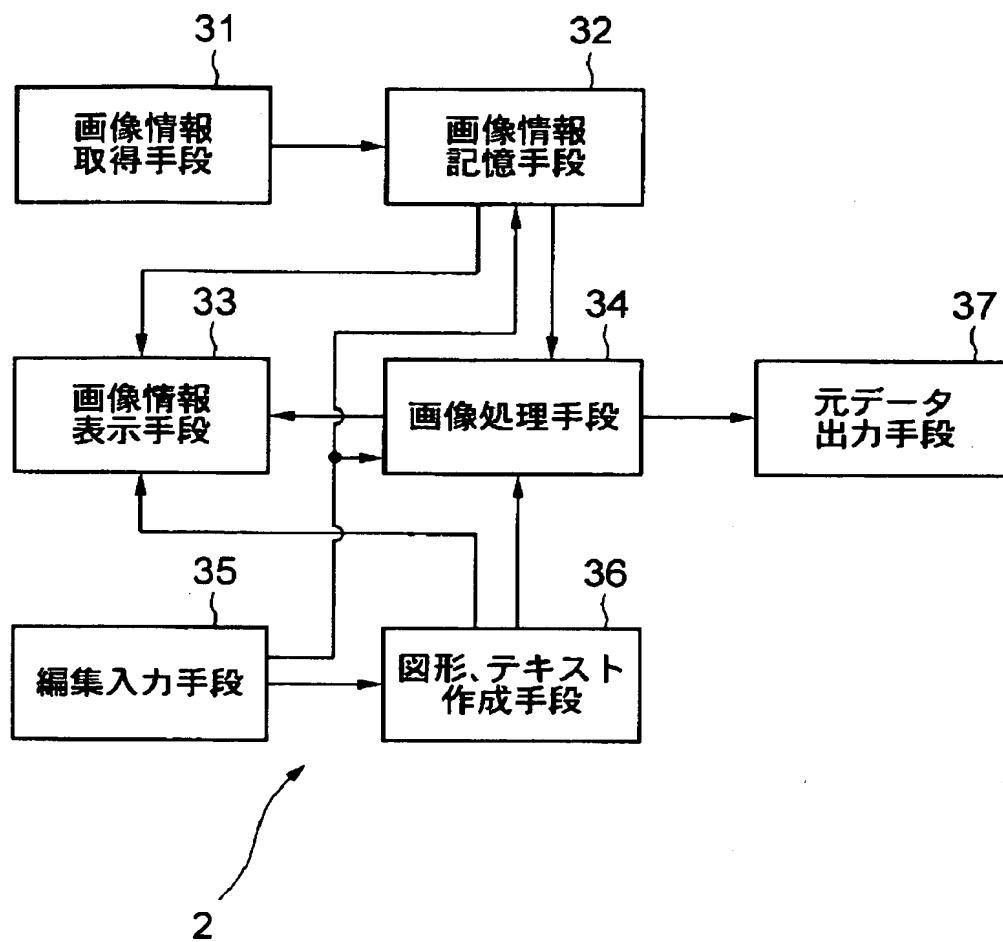 31
32
画像情報
取得手段
画像情報
記憶手段
33
34
37
画像情報
表示手段
画像処理手段
元データ
出力手段
35
36
編集入力手段
図形、テキスト
作成手段
2